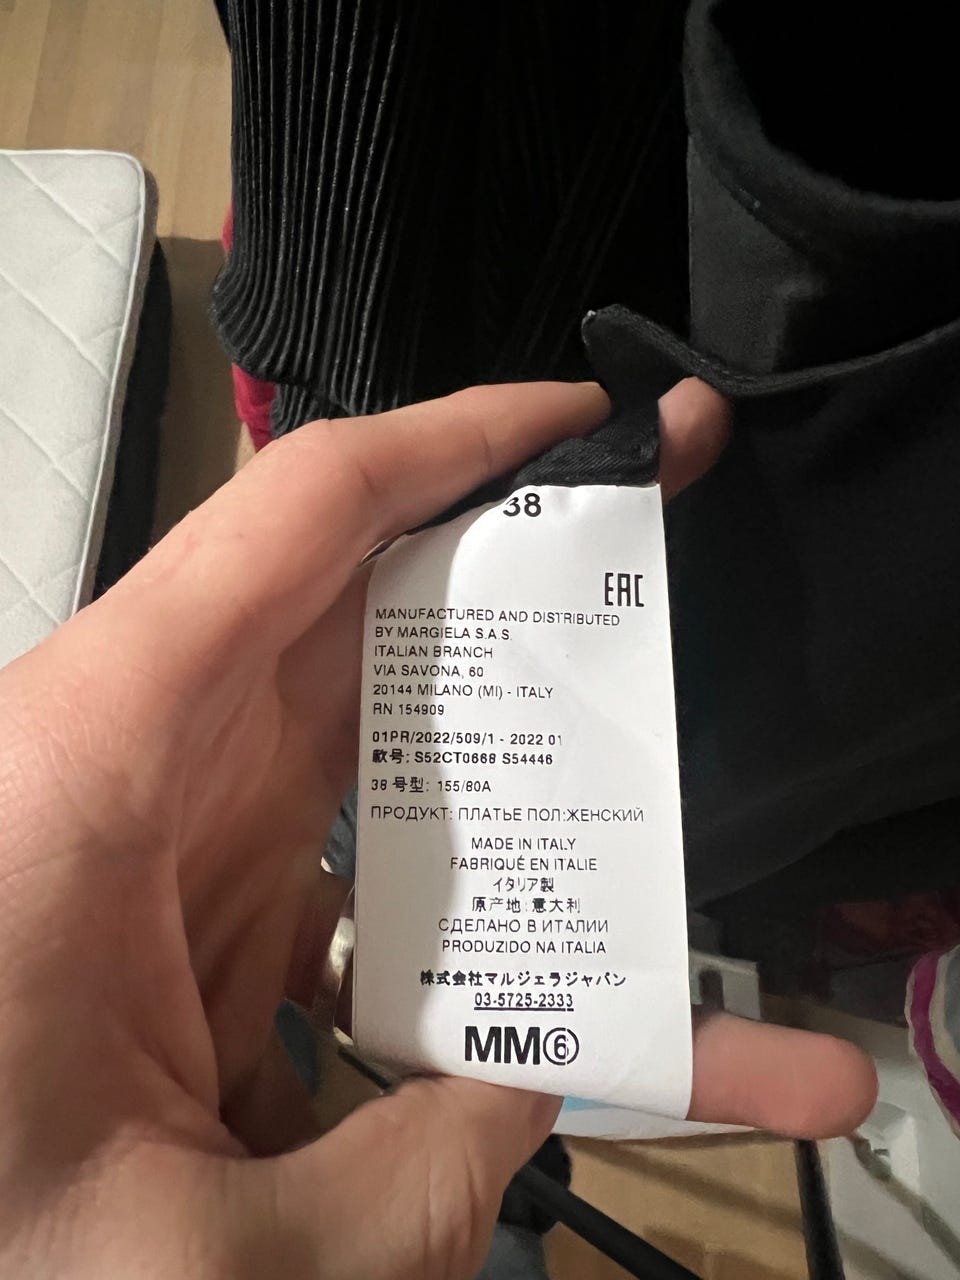 38
EAC
MANUFACTURED AND DISTRIBUTED
BY MARGIELA S.A.S.
ITALIAN BRANCH
VIA SAVONA, 60
20144 MILANO (MI) - ITALY
RN 154909
01PR/2022/509/1 - 2022 01
款号: S52CT0668 S54446
38 号型: 155/80A
ПРОДУКТ: ПЛАТЬЕ ПОЛ:ЖЕНСКИЙ
MADE IN ITALY
FABRIQUÉ EN ITALIE
イタリア製
原产地:意大利
СДЕЛАНО В ИТАЛИИ
PRODUZIDO NA ITALIA
株式会社マルジェラジャパン
03-5725-2333
MM⑥